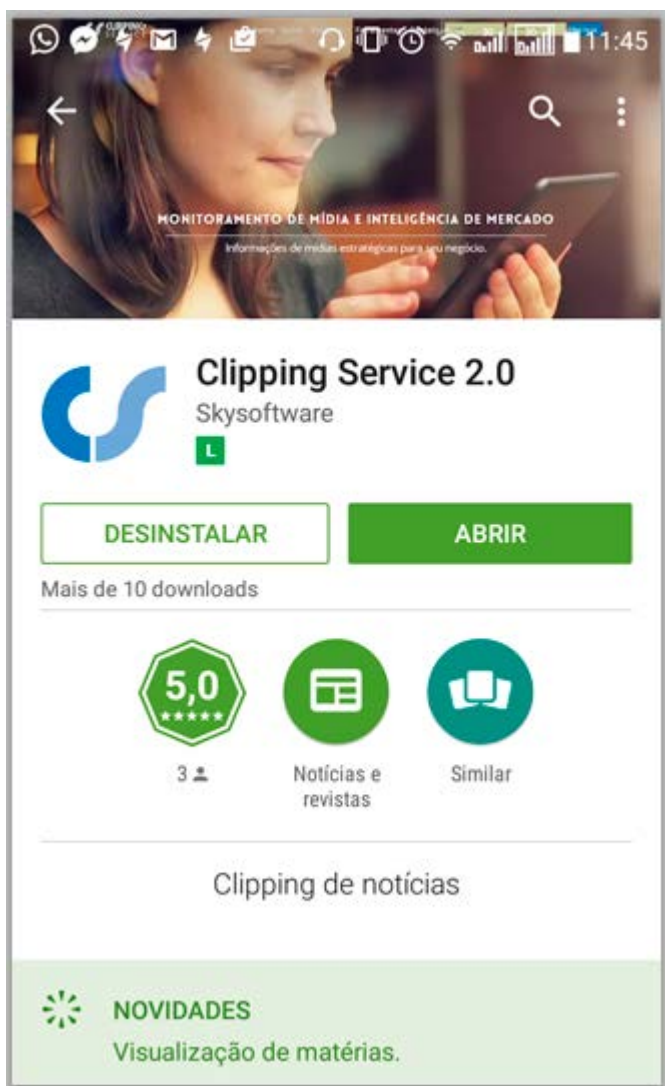 11:45
MONITORAMENTO DE MÍDIA E INTELIGÊNCIA DE MERCADO
Informações de mídias estratégicas para seu negócio.
Clipping Service 2.0
Skysoftware
L
DESINSTALAR
ABRIR
Mais de 10 downloads
5,0
3
Notícias e
revistas
Similar
Clipping de notícias
NOVIDADES
Visualização de matérias.